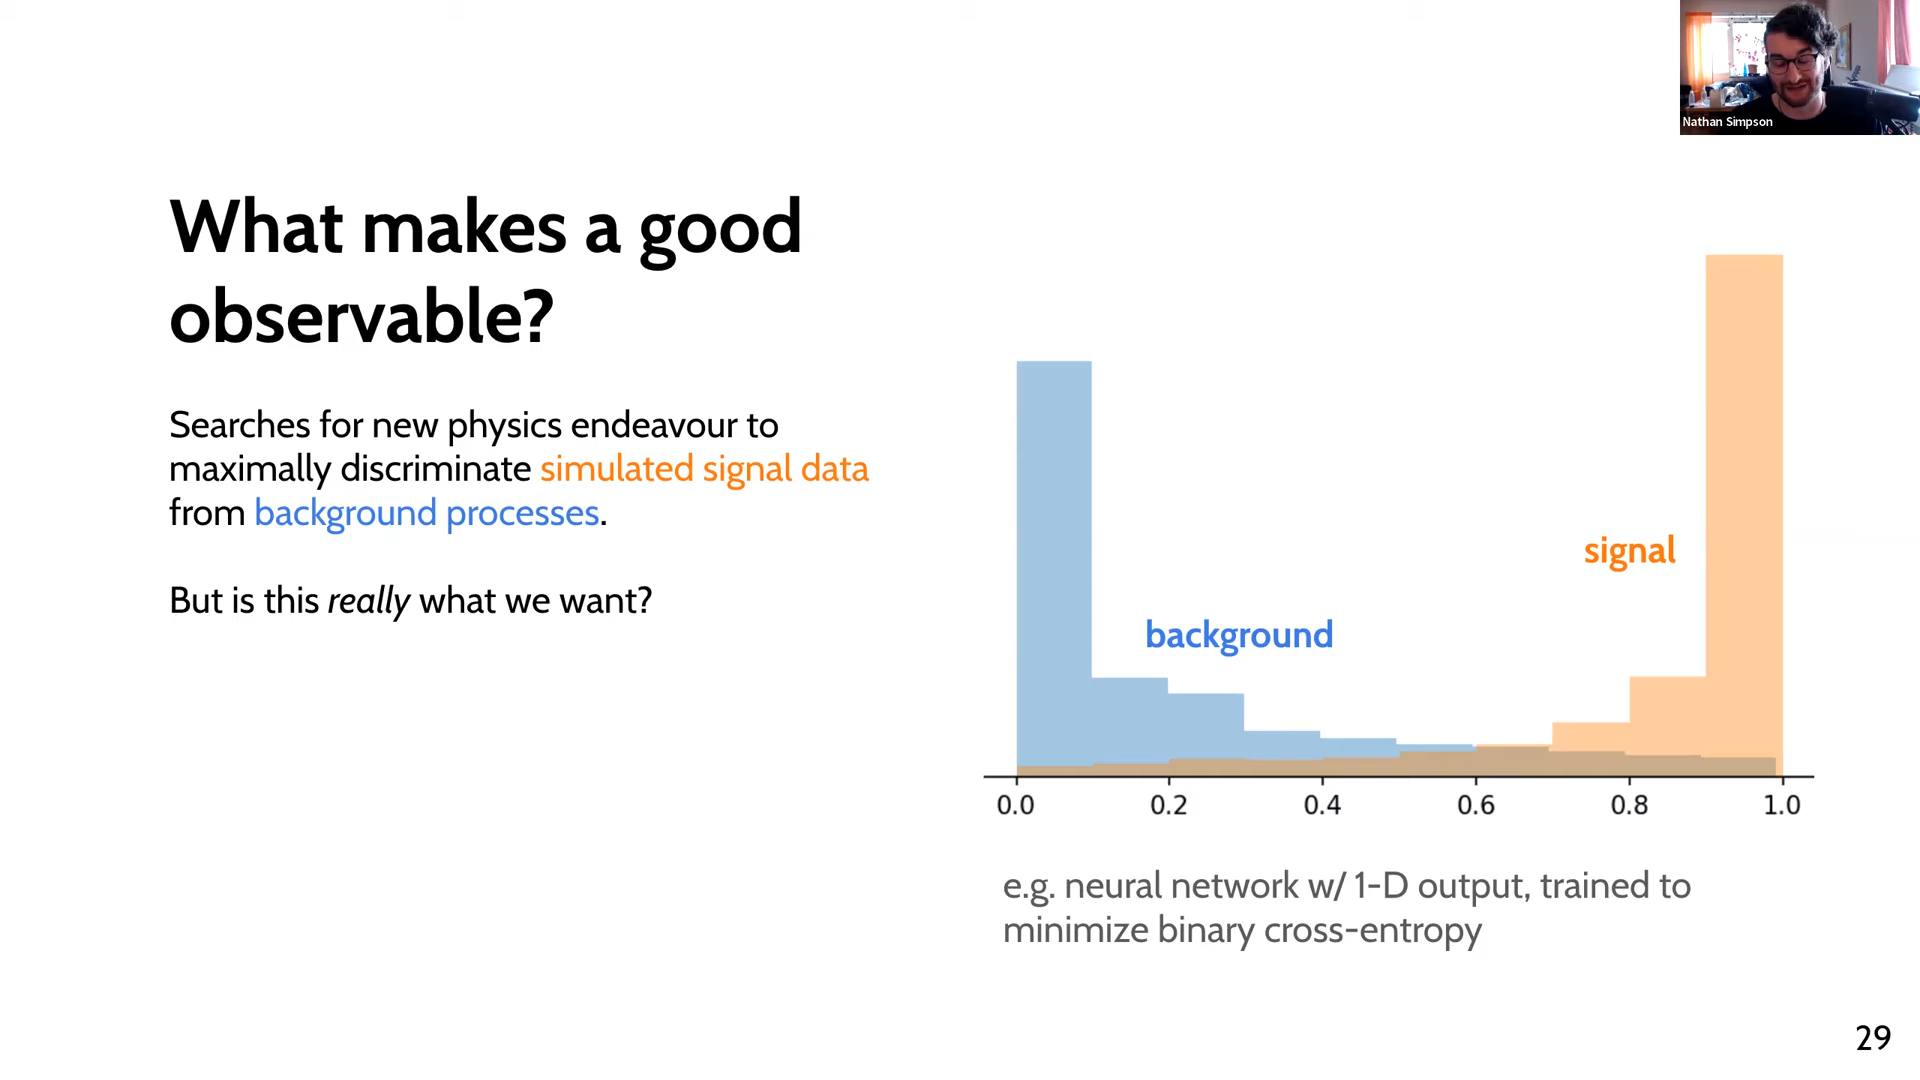 Nathan Simpson
What makes a good
observable?
Searches for new physics endeavour to
maximally discriminate simulated signal data
from background processes.
But is this really what we want?
signal
background
0.0 0.2 0.4 0.6 0.8 1.0
e.g. neural network w/ 1-D output, trained to
minimize binary cross-entropy
29